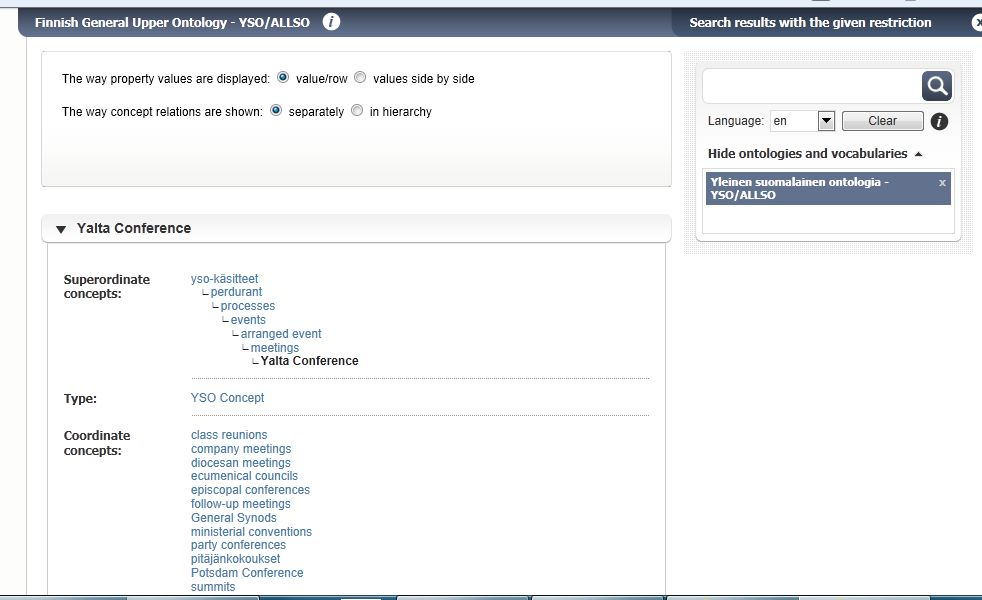 Finnish General Upper Ontology - YSO/ALLSO i
Search results with the given restriction x
The way property values are displayed: value/row values side by side
The way concept relations are shown: separately in hierarchy
Language: en Clear i
Hide ontologies and vocabularies
Yleinen suomalainen ontologia - x
YSO/ALLSO
Yalta Conference
Superordinate
concepts:
yso-käsitteet
perdurant
processes
events
arranged event
meetings
Yalta Conference
Type:
YSO Concept
Coordinate
concepts:
class reunions
company meetings
diocesan meetings
ecumenical councils
episcopal conferences
follow-up meetings
General Synods
ministerial conventions
party conferences
pitäjänkokoukset
Potsdam Conference
summits